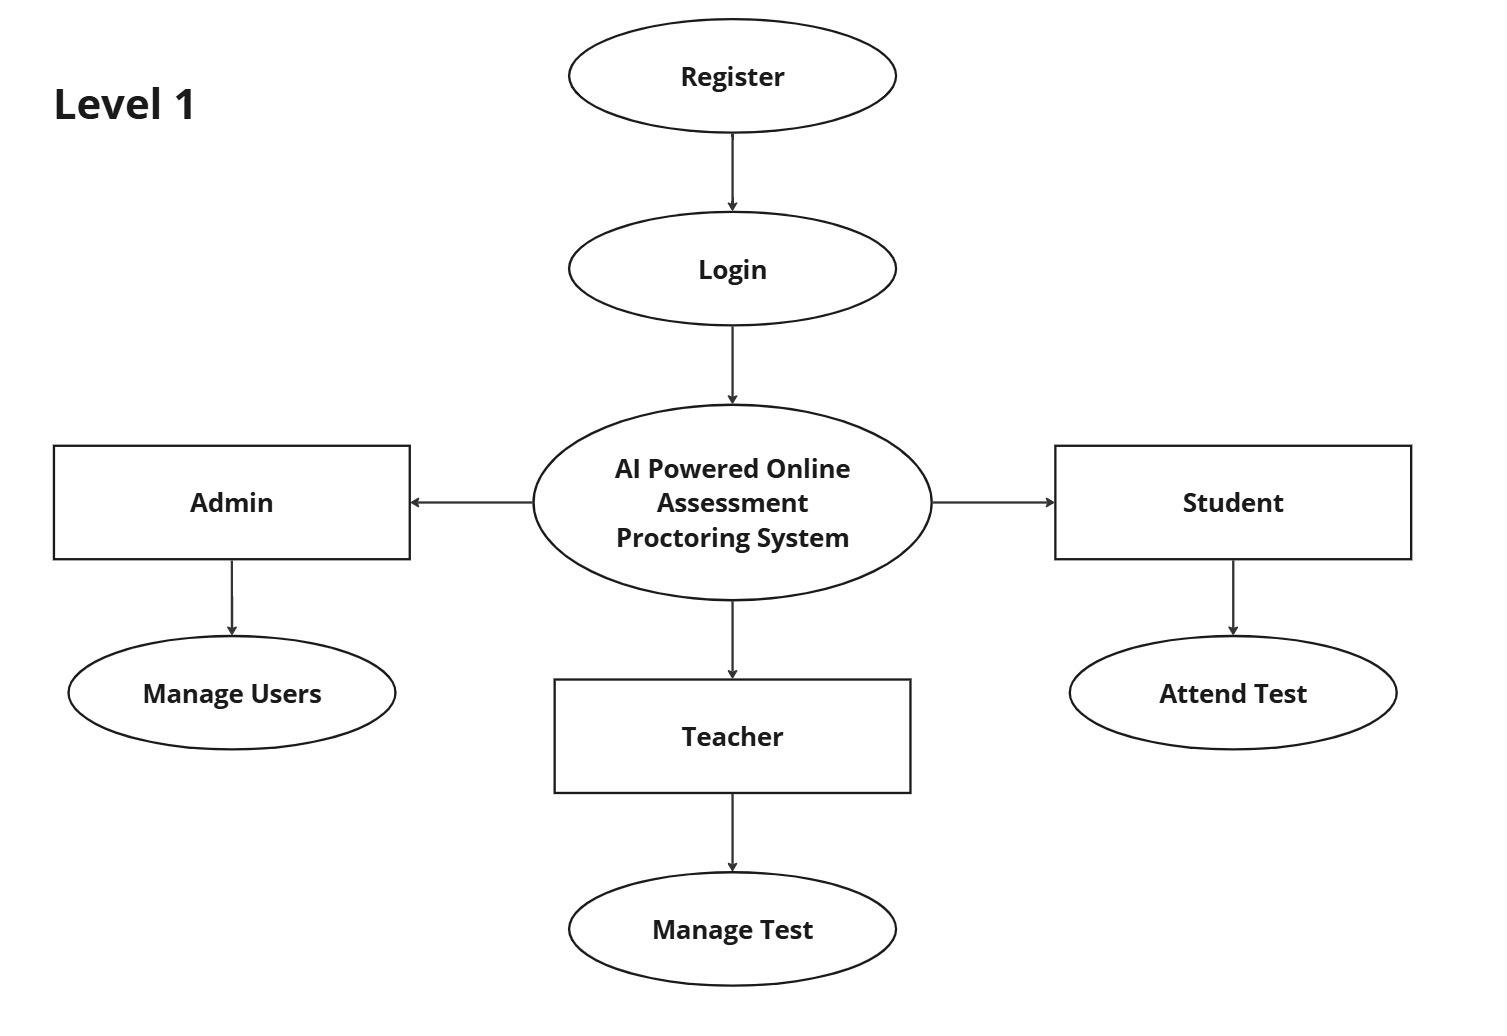 Register
Level 1
Login
AI Powered Online
Assessment
Proctoring System
Admin
Student
Manage Users
Attend Test
Teacher
Manage Test